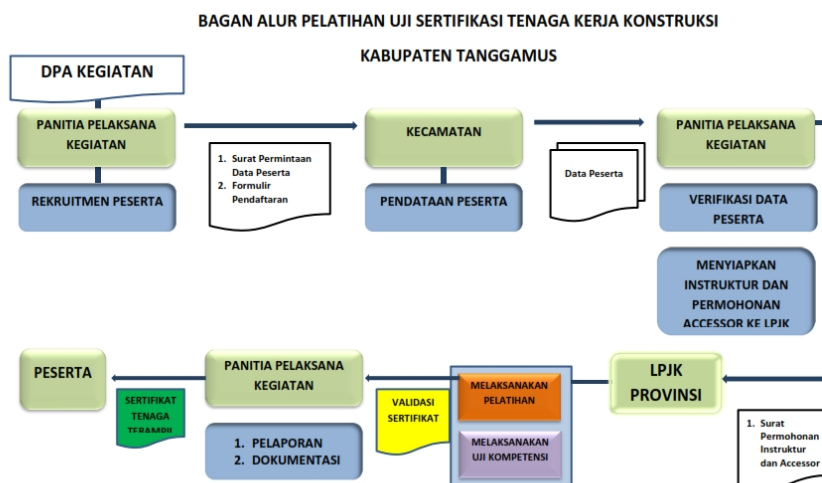 BAGAN ALUR PELATIHAN UJI SERTIFIKASI TENAGA KERJA KONSTRUKSI
KABUPATEN TANGGAMUS
DPA KEGIATAN
PANITIA PELAKSANA
KEGIATAN
REKRUITMEN PESERTA
1. Surat Permintaan
Data Peserta
2. Formulir
Pendaftaran
KECAMATAN
PENDATAAN PESERTA
Data Peserta
PANITIA PELAKSANA
KEGIATAN
VERIFIKASI DATA
PESERTA
MENYIAPKAN
INSTRUKTUR DAN
PERMOHONAN
ACCESSOR KE LPJK
PESERTA
SERTIFIKAT
TENAGA
TERAMPIL
PANITIA PELAKSANA
KEGIATAN
1. PELAPORAN
2. DOKUMENTASI
VALIDASI
SERTIFIKAT
MELAKSANAKAN
PELATIHAN
MELAKSANAKAN
UJI KOMPETENSI
LPJK
PROVINSI
1. Surat
Permohonan
Instruktur
dan Accessor